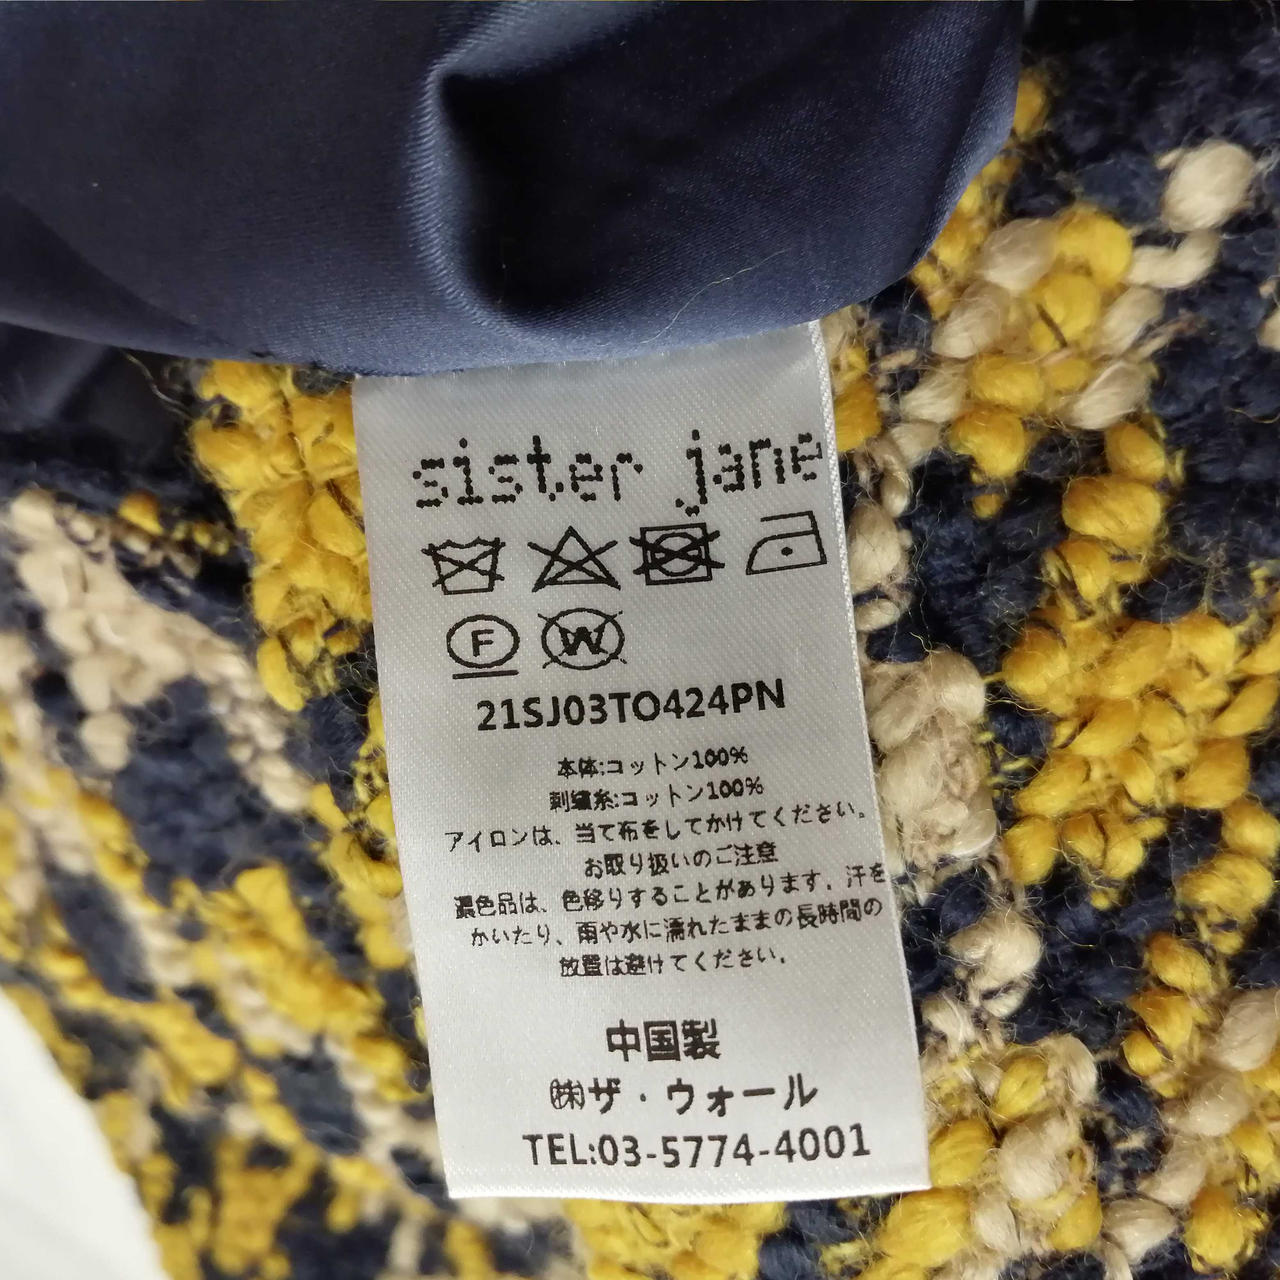 sister jane
F W
21SJ03TO424PN
本体:コットン100%
刺繍糸:コットン100%
アイロンは、当て布をしてかけてください。
お取り扱いのご注意
濃色品は、色移りすることがあります。汗を
かいたり、雨や水に濡れたままの長時間の
放置は避けてください。
中国製
㈱ザ・ウォール
TEL:03-5774-4001